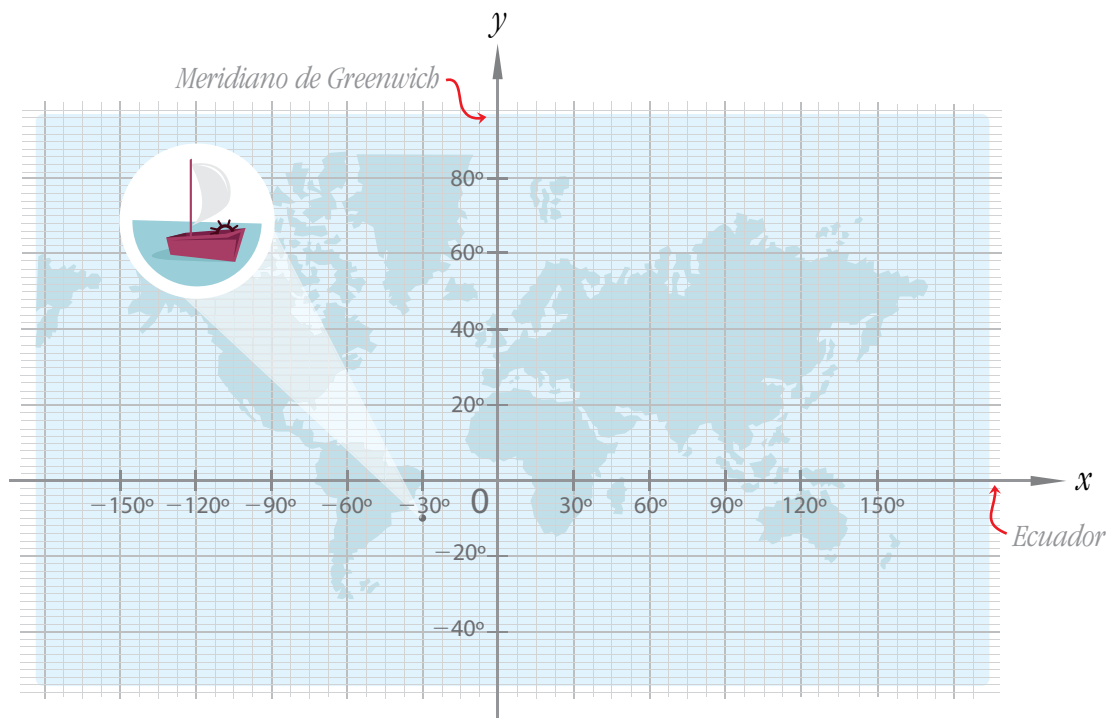 y
Meridiano de Greenwich
80º
60º
40º
20º
x
−150º −120º −90º −60º −30º 0 30º 60º 90º 120º 150º
Ecuador
−20º
−40º